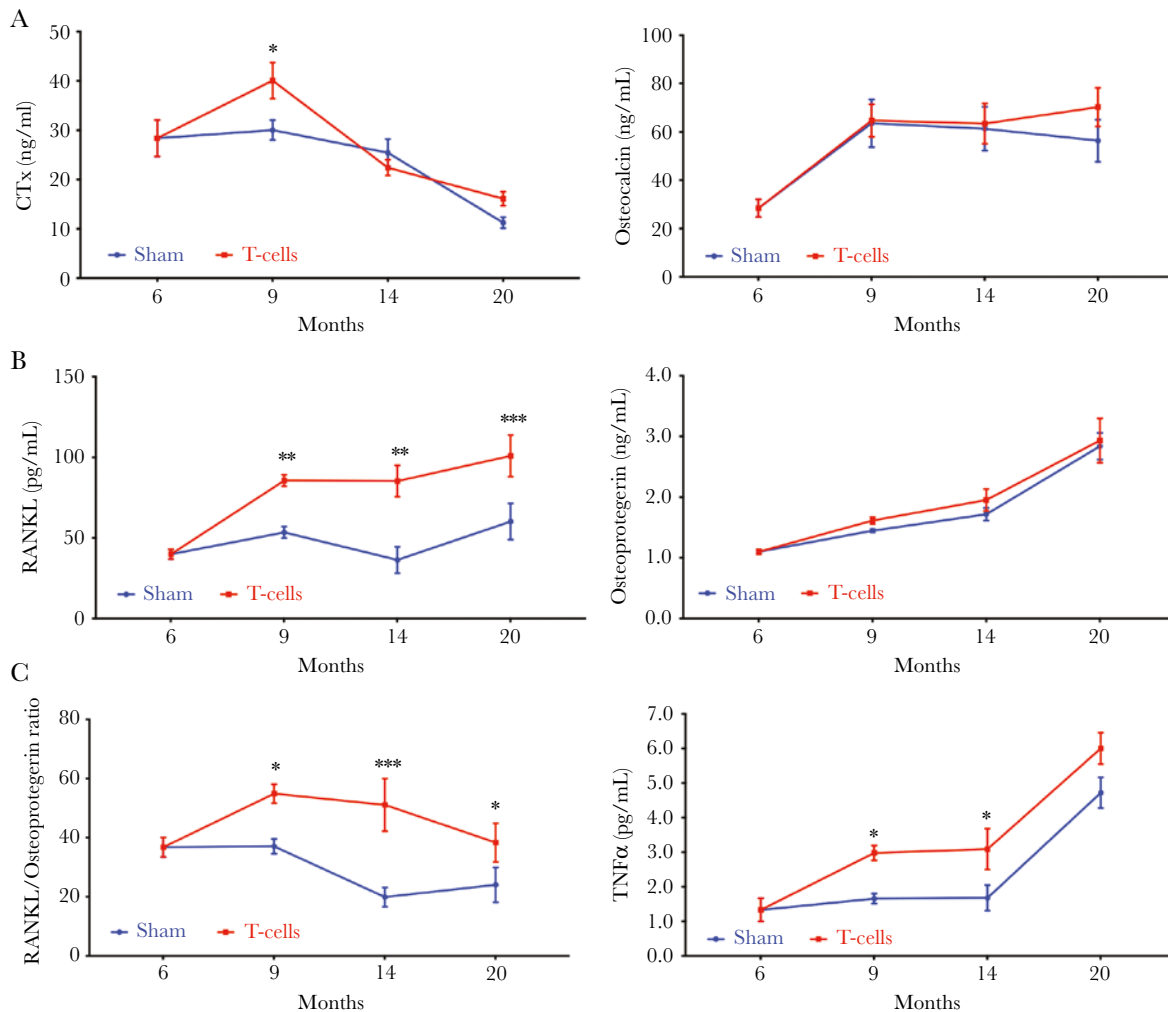 A
CTx (ng/ml)
50
40
30
20
10
0
*
Sham
T-cells
6
9
14
20
Months
Osteocalcin (ng/mL)
100
80
60
40
20
0
Sham
T-cells
6
9
14
20
Months
B
RANKL (pg/mL)
150
100
50
0
**
**
***
Sham
T-cells
6
9
14
20
Months
Osteoprotegerin (ng/mL)
4.0
3.0
2.0
1.0
0.0
Sham
T-cells
6
9
14
20
Months
C
RANKL/Osteoprotegerin ratio
80
60
40
20
0
*
***
*
Sham
T-cells
6
9
14
20
Months
TNFα (pg/mL)
7.0
6.0
5.0
4.0
3.0
2.0
1.0
0.0
*
*
Sham
T-cells
6
9
14
20
Months